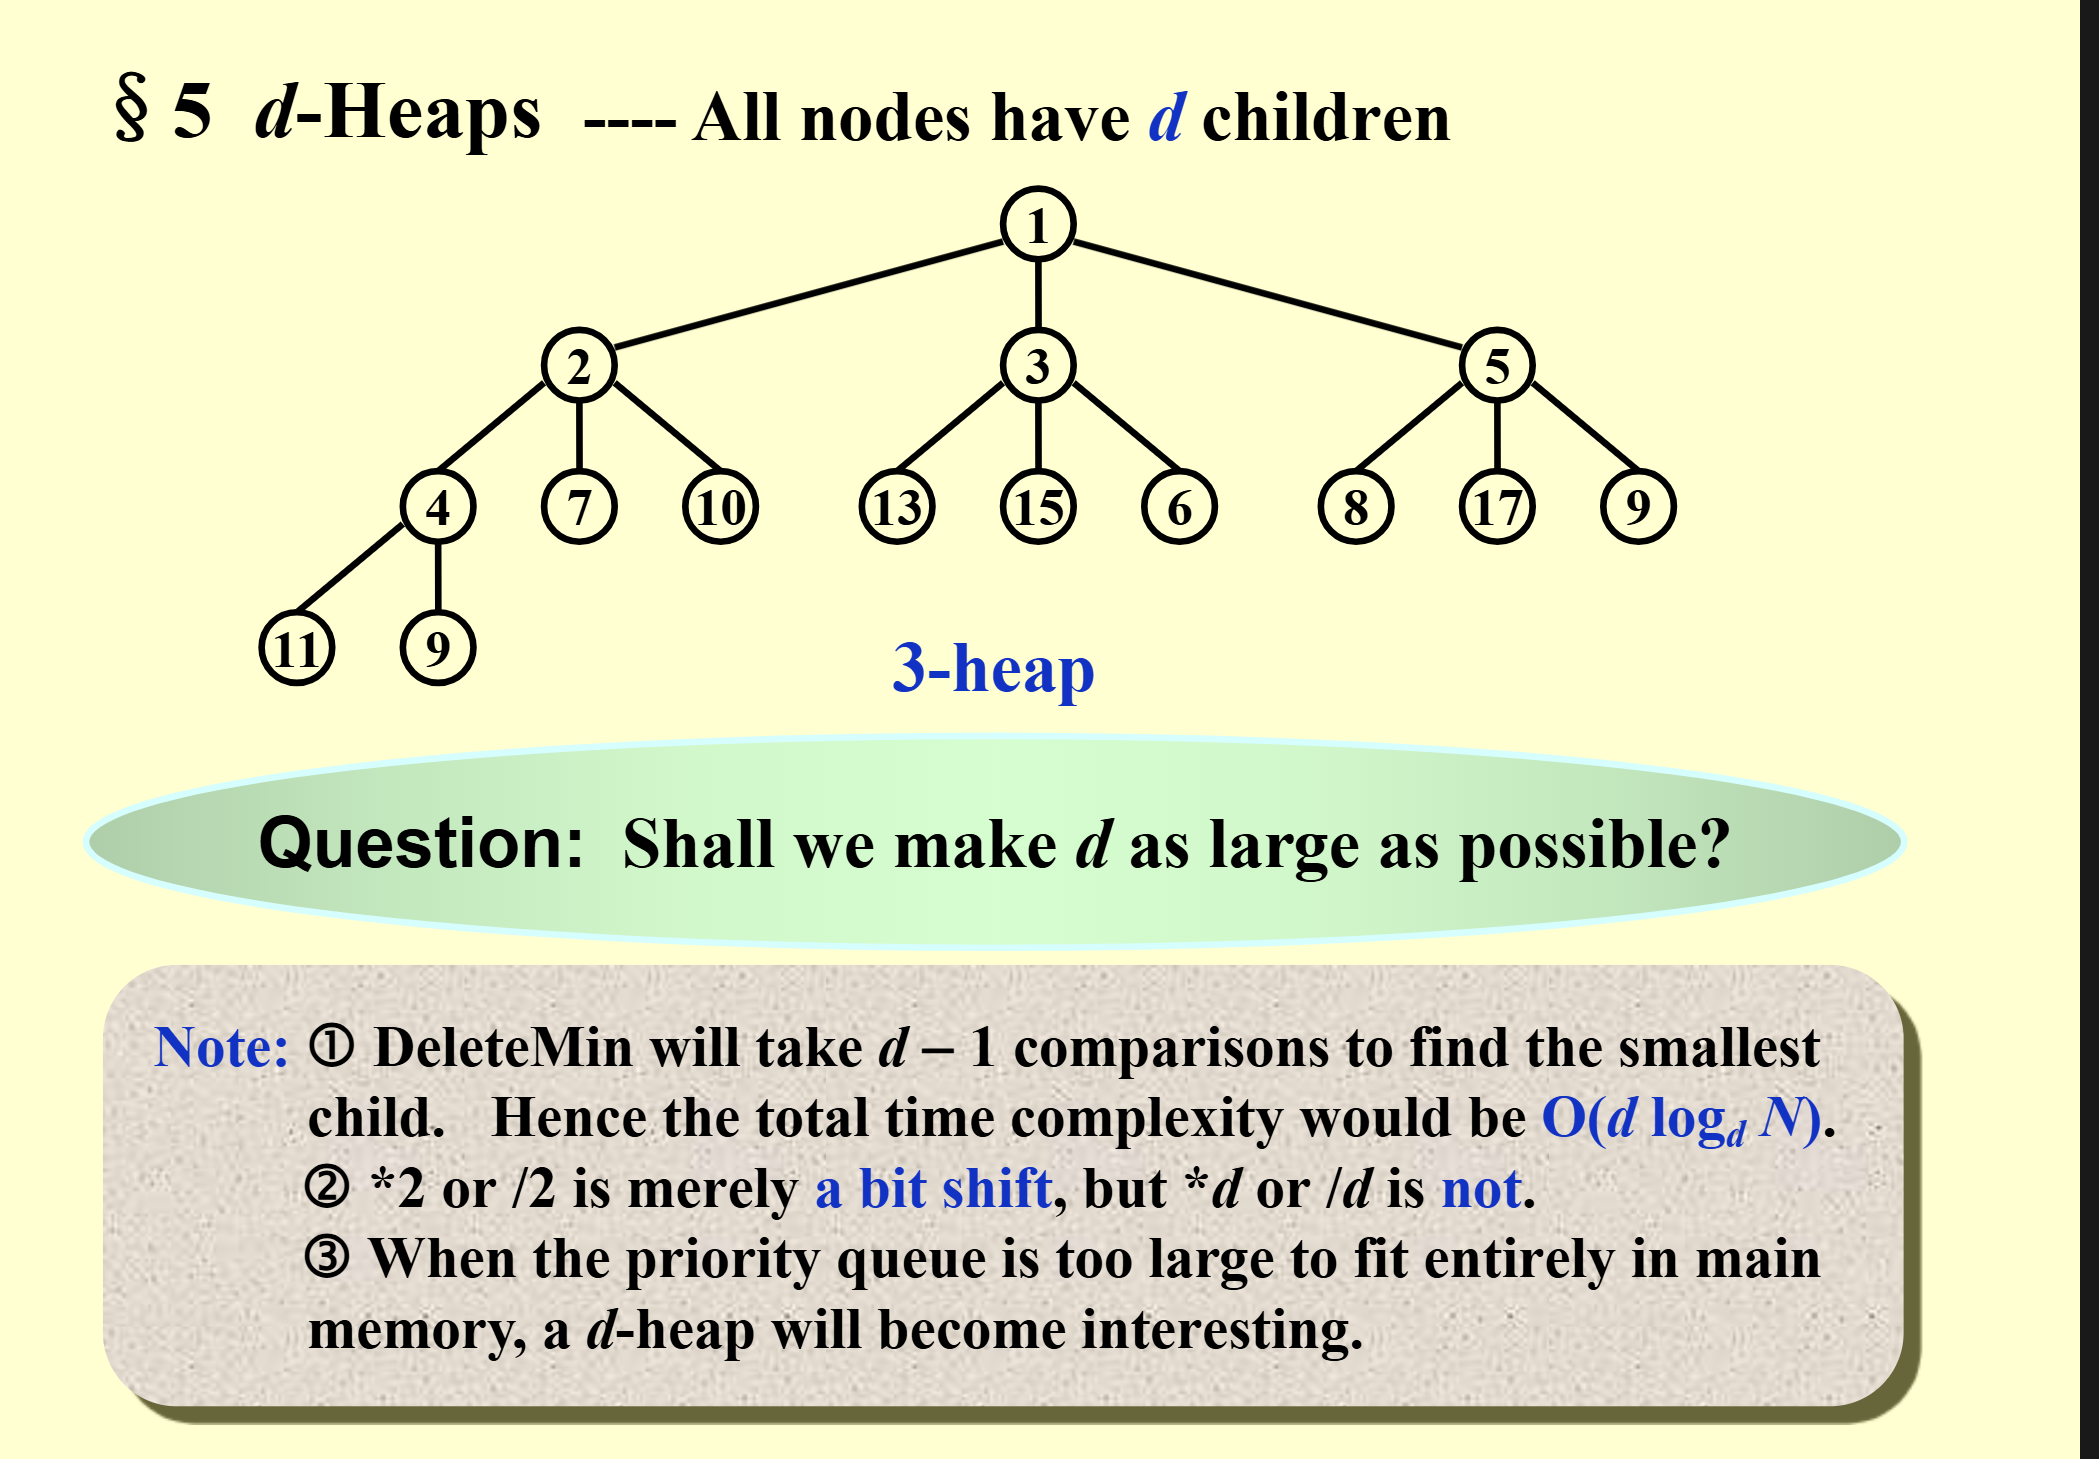 § 5 d-Heaps ---- All nodes have d children
1
2 3 5
4 7 10 13 15 6 8 17 9
11 9
3-heap
Question: Shall we make d as large as possible?
Note: ① DeleteMin will take d – 1 comparisons to find the smallest
child. Hence the total time complexity would be O(d log_d N).
② *2 or /2 is merely a bit shift, but *d or /d is not.
③ When the priority queue is too large to fit entirely in main
memory, a d-heap will become interesting.